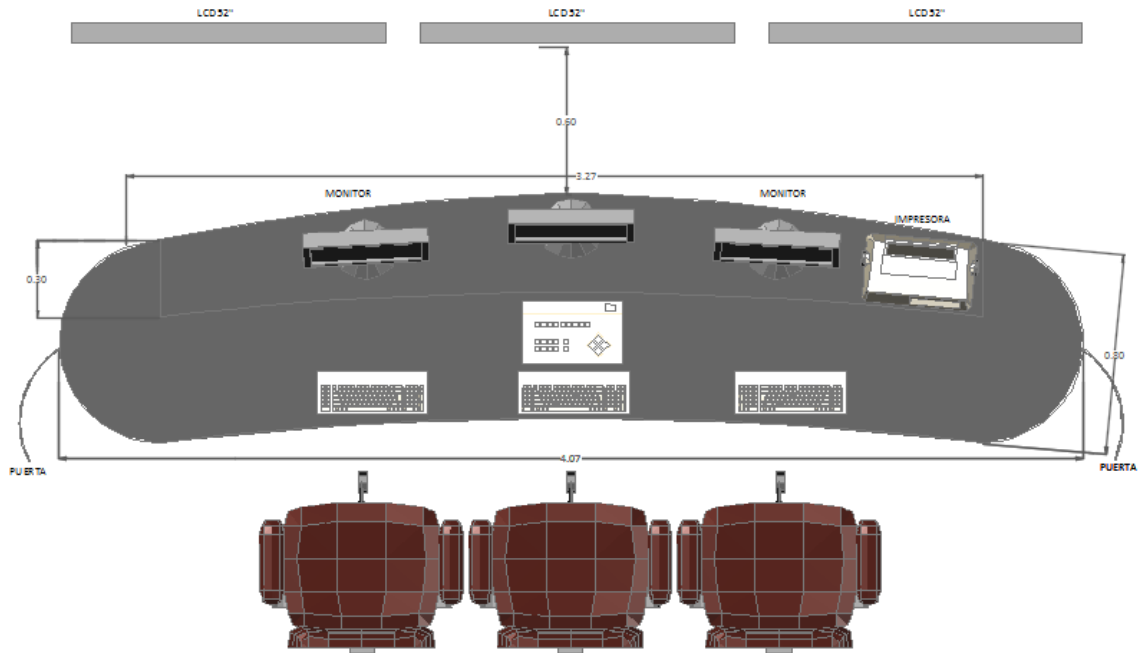 LCD 52" LCD 52" LCD 52"
0.60
3.27
MONITOR MONITOR
IMPRESORA
0.30
0.80
4.07
PUERTA PUERTA